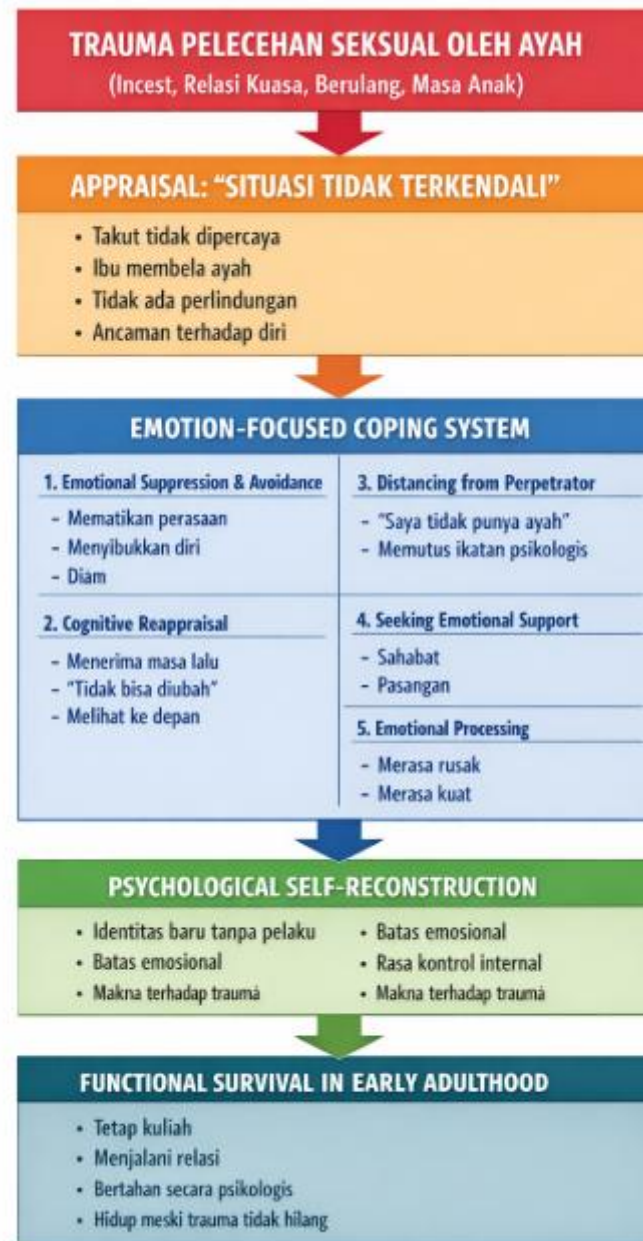 TRAUMA PELECEHAN SEKSUAL OLEH AYAH
(Incest, Relasi Kuasa, Berulang, Masa Anak)
APPRAISAL: “SITUASI TIDAK TERKENDALI”
• Takut tidak dipercaya
• Ibu membela ayah
• Tidak ada perlindungan
• Ancaman terhadap diri
EMOTION-FOCUSED COPING SYSTEM
1. Emotional Suppression & Avoidance
– Mematikan perasaan
– Menyibukkan diri
– Diam
2. Cognitive Reappraisal
– Menerima masa lalu
– “Tidak bisa diubah”
– Melihat ke depan
3. Distancing from Perpetrator
– “Saya tidak punya ayah”
– Memutus ikatan psikologis
4. Seeking Emotional Support
– Sahabat
– Pasangan
5. Emotional Processing
– Merasa rusak
– Merasa kuat
PSYCHOLOGICAL SELF-RECONSTRUCTION
• Identitas baru tanpa pelaku
• Batas emosional
• Makna terhadap trauma
• Batas emosional
• Rasa kontrol internal
• Makna terhadap trauma
FUNCTIONAL SURVIVAL IN EARLY ADULTHOOD
• Tetap kuliah
• Menjalani relasi
• Bertahan secara psikologis
• Hidup meski trauma tidak hilang